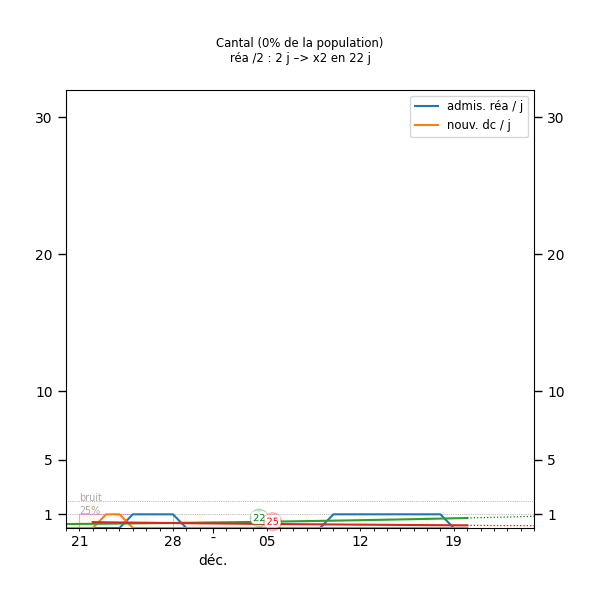 Cantal (0% de la population)
réa /2 : 2 j –> x2 en 22 j
admis. réa / j
nouv. dc / j
30 30
20 20
10 10
5 5
bruit
25%
1 1
22 25
21 28 - 05 12 19
déc.